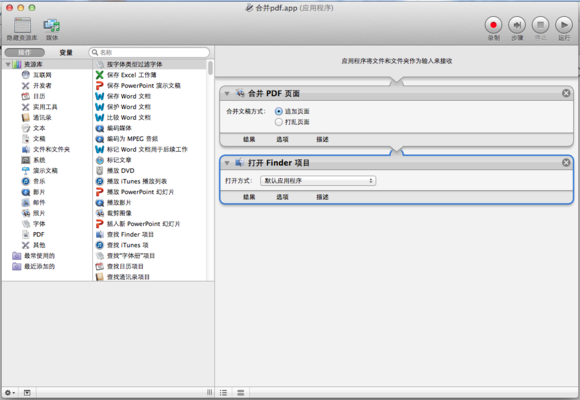 合并pdf.app (应用程序)
隐藏资源库
媒体
录制
步骤
停止
运行
操作
变量
名称
应用程序将文件和文件夹作为输入来接收
资源库
互联网
开发者
日历
实用工具
通讯录
文本
文稿
文件和文件夹
系统
演示文稿
音乐
影片
邮件
照片
字体
PDF
其他
最常使用的
最近添加的
按字体类型过滤字体
保存 Excel 工作簿
保存 PowerPoint 演示文稿
保存 Word 文档
保护 Word 文档
比较 Word 文档
编码媒体
编码为 MPEG 音频
标记 Word 文档用于后续工作
标记文章
播放 DVD
播放 iTunes 播放列表
播放 PowerPoint 幻灯片
播放影片
裁剪图像
插入新 PowerPoint 幻灯片
查找 Finder 项目
查找 iTunes 项
查找“字体册”项目
查找日历项目
查找通讯录项目
合并 PDF 页面
合并文稿方式：
追加页面
打乱页面
结果
选项
描述
打开 Finder 项目
打开方式：
默认应用程序
结果
选项
描述